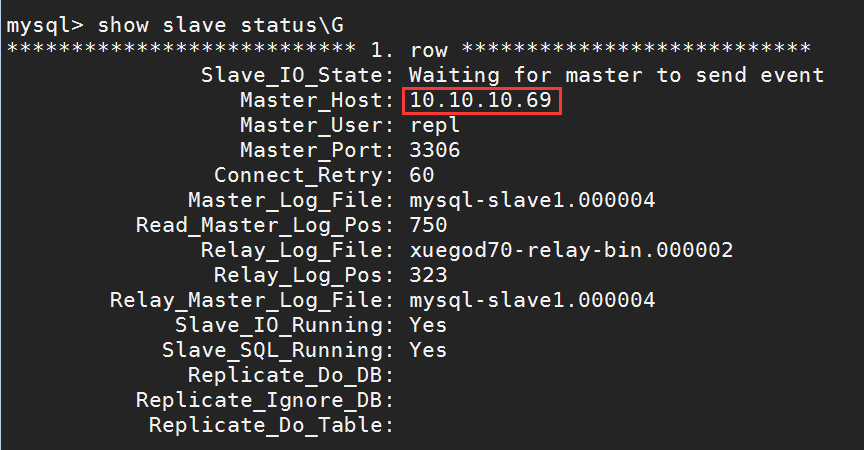 mysql> show slave status\G
*************************** 1. row ***************************
Slave_IO_State: Waiting for master to send event
Master_Host: 10.10.10.69
Master_User: repl
Master_Port: 3306
Connect_Retry: 60
Master_Log_File: mysql-slave1.000004
Read_Master_Log_Pos: 750
Relay_Log_File: xuegod70-relay-bin.000002
Relay_Log_Pos: 323
Relay_Master_Log_File: mysql-slave1.000004
Slave_IO_Running: Yes
Slave_SQL_Running: Yes
Replicate_Do_DB:
Replicate_Ignore_DB:
Replicate_Do_Table: